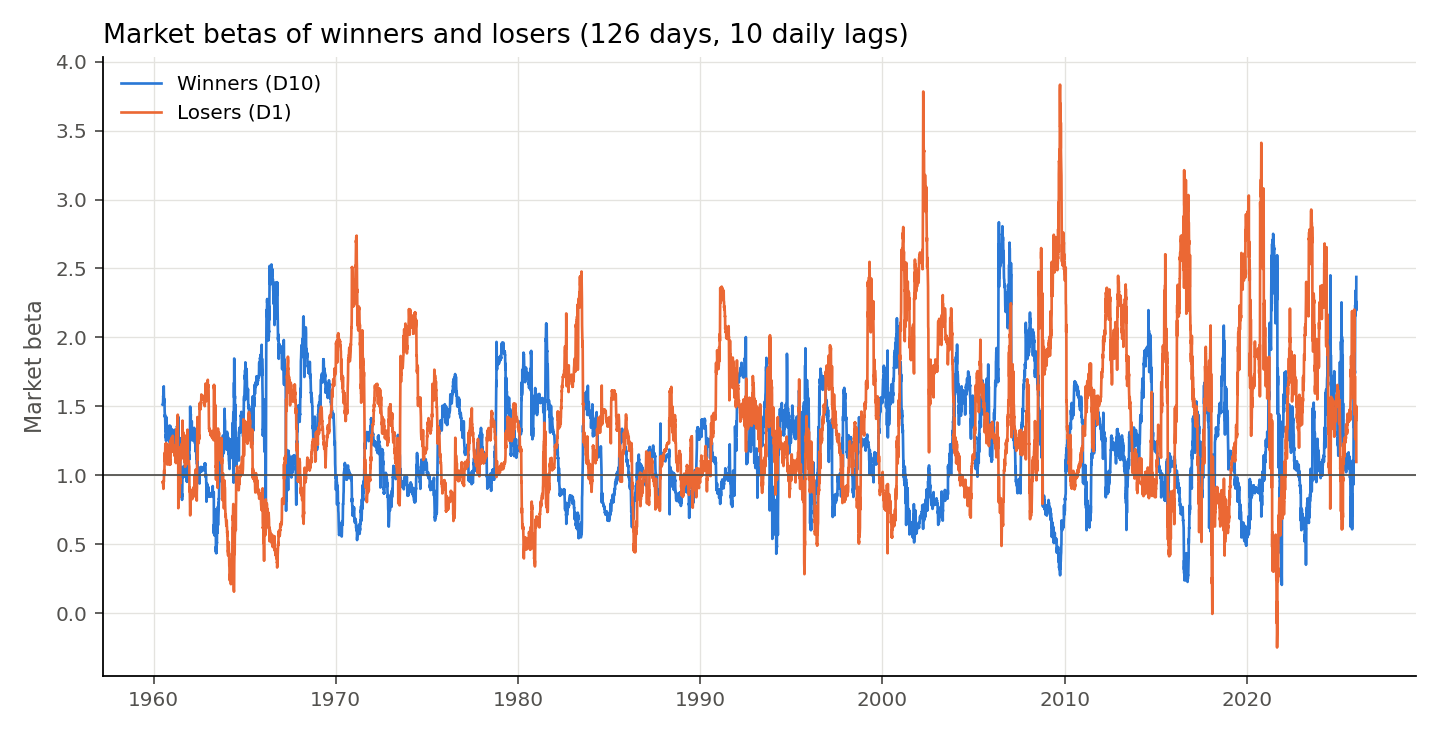 Market betas of winners and losers (126 days, 10 daily lags)
Winners (D10)
Losers (D1)
Market beta
4.0
3.5
3.0
2.5
2.0
1.5
1.0
0.5
0.0
1960 1970 1980 1990 2000 2010 2020